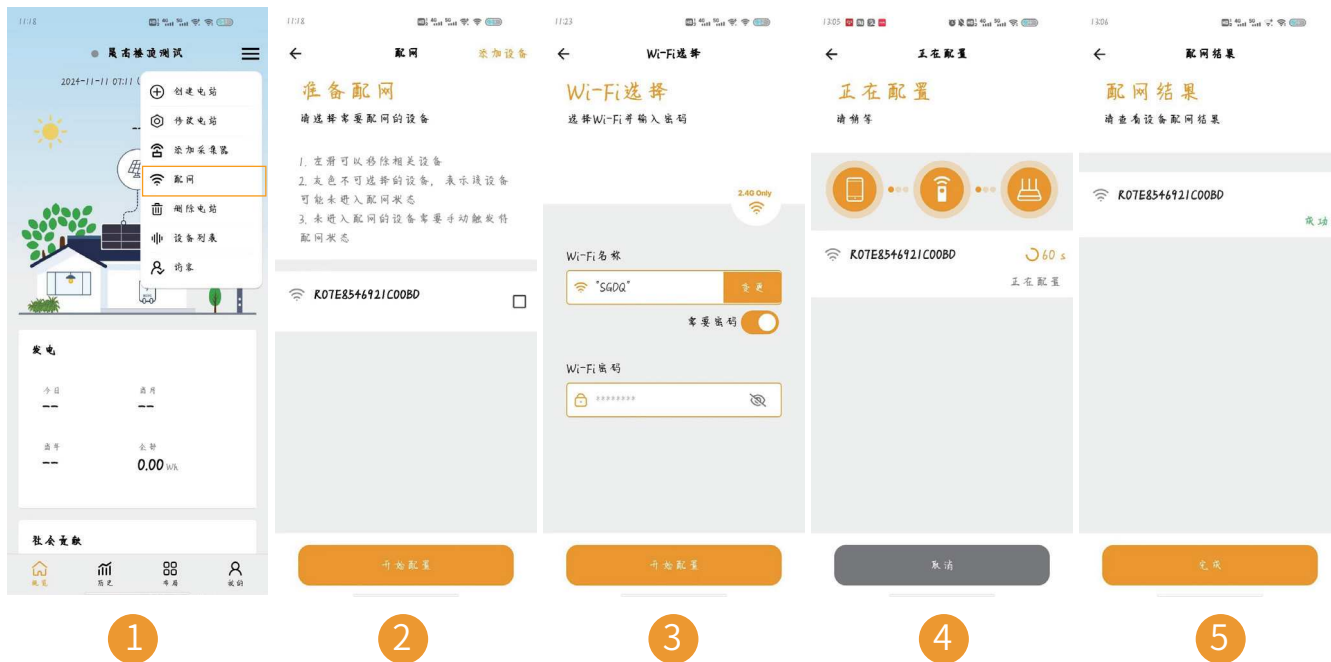 11:18
晟高楼顶测试
2024-11-11 07:11 (
创建电站
修改电站
添加采集器
配网
删除电站
设备列表
访客
发电
今日
当月
--
--
当年
全部
--
0.00 Wh
社会贡献
概览
历史
布局
我的
1
11:18
配网
添加设备
准备配网
请选择需要配网的设备
1. 左滑可以移除相关设备
2. 灰色不可选择的设备，表示该设备
可能未进入配网状态
3. 未进入配网的设备需要手动触发待
配网状态
R07E8546921C00BD
开始配置
2
11:23
Wi-Fi选择
Wi-Fi选择
选择Wi-Fi并输入密码
2.4G Only
Wi-Fi名称
"SGDQ"
变更
需要密码
Wi-Fi密码
********
开始配置
3
13:05
正在配置
正在配置
请稍等
R07E8546921C00BD
60 s
正在配置
取消
4
13:06
配网结果
配网结果
请查看设备配网结果
R07E8546921C00BD
成功
完成
5